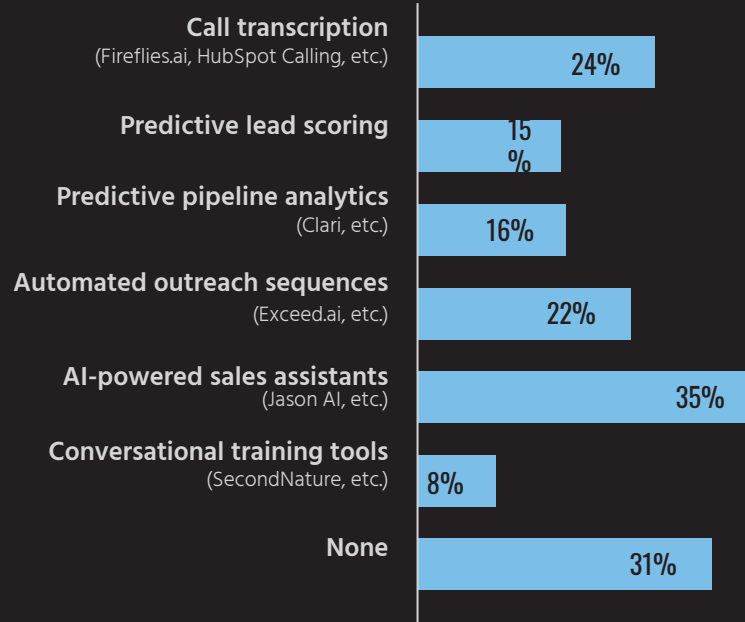 Call transcription
(Fireflies.ai, HubSpot Calling, etc.)
24%
Predictive lead scoring
15
%
Predictive pipeline analytics
(Clari, etc.)
16%
Automated outreach sequences
(Exceed.ai, etc.)
22%
AI-powered sales assistants
(Jason AI, etc.)
35%
Conversational training tools
(SecondNature, etc.)
8%
None
31%